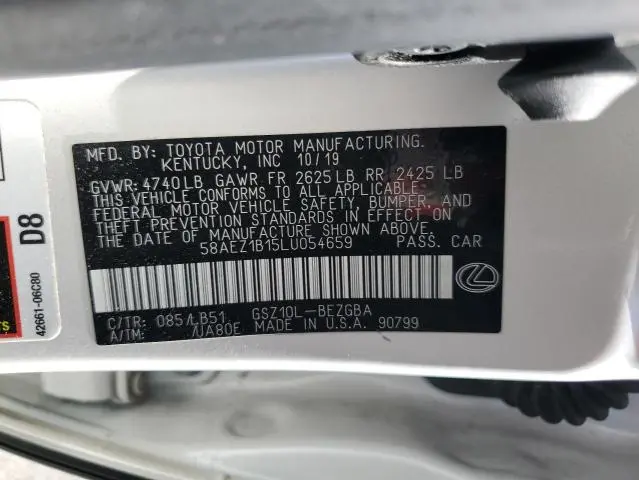 MFD. BY: TOYOTA MOTOR MANUFACTURING.
KENTUCKY, INC 10/19
GVWR: 4740LB GAWR FR 2625LB RR 2425 LB
THIS VEHICLE CONFORMS TO ALL APPLICABLE
FEDERAL MOTOR VEHICLE SAFETY, BUMPER, AND
THEFT PREVENTION STANDARDS IN EFFECT ON
THE DATE OF MANUFACTURE SHOWN ABOVE.
58AEZ1B15LU054659 PASS. CAR
C/TR: 085/LB51 GSZ10L-BEZGBA
A/TM: /UA80E MADE IN U.S.A. 90799
D8
42661-06C80